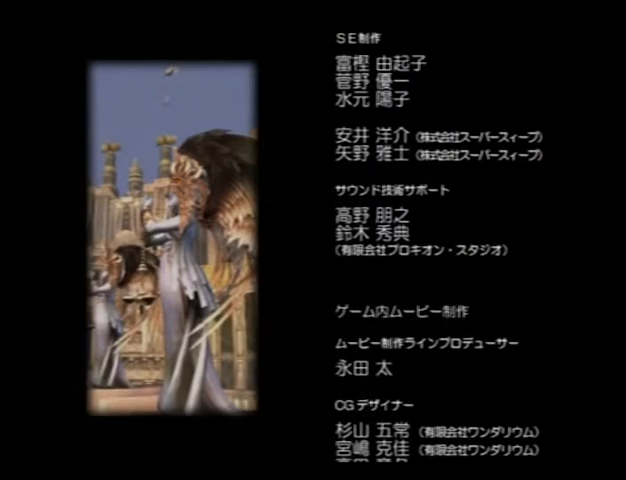 SE制作
富樫 由起子
菅野 優一
水元 陽子
安井 洋介 (株式会社スーパースィープ)
矢野 雅士 (株式会社スーパースィープ)
サウンド技術サポート
高野 朋之
鈴木 秀典
(有限会社プロキオン・スタジオ)
ゲーム内ムービー制作
ムービー制作ラインプロデューサー
永田 太
CGデザイナー
杉山 五常 (有限会社ワンダリウム)
宮嶋 克佳 (有限会社ワンダリウム)